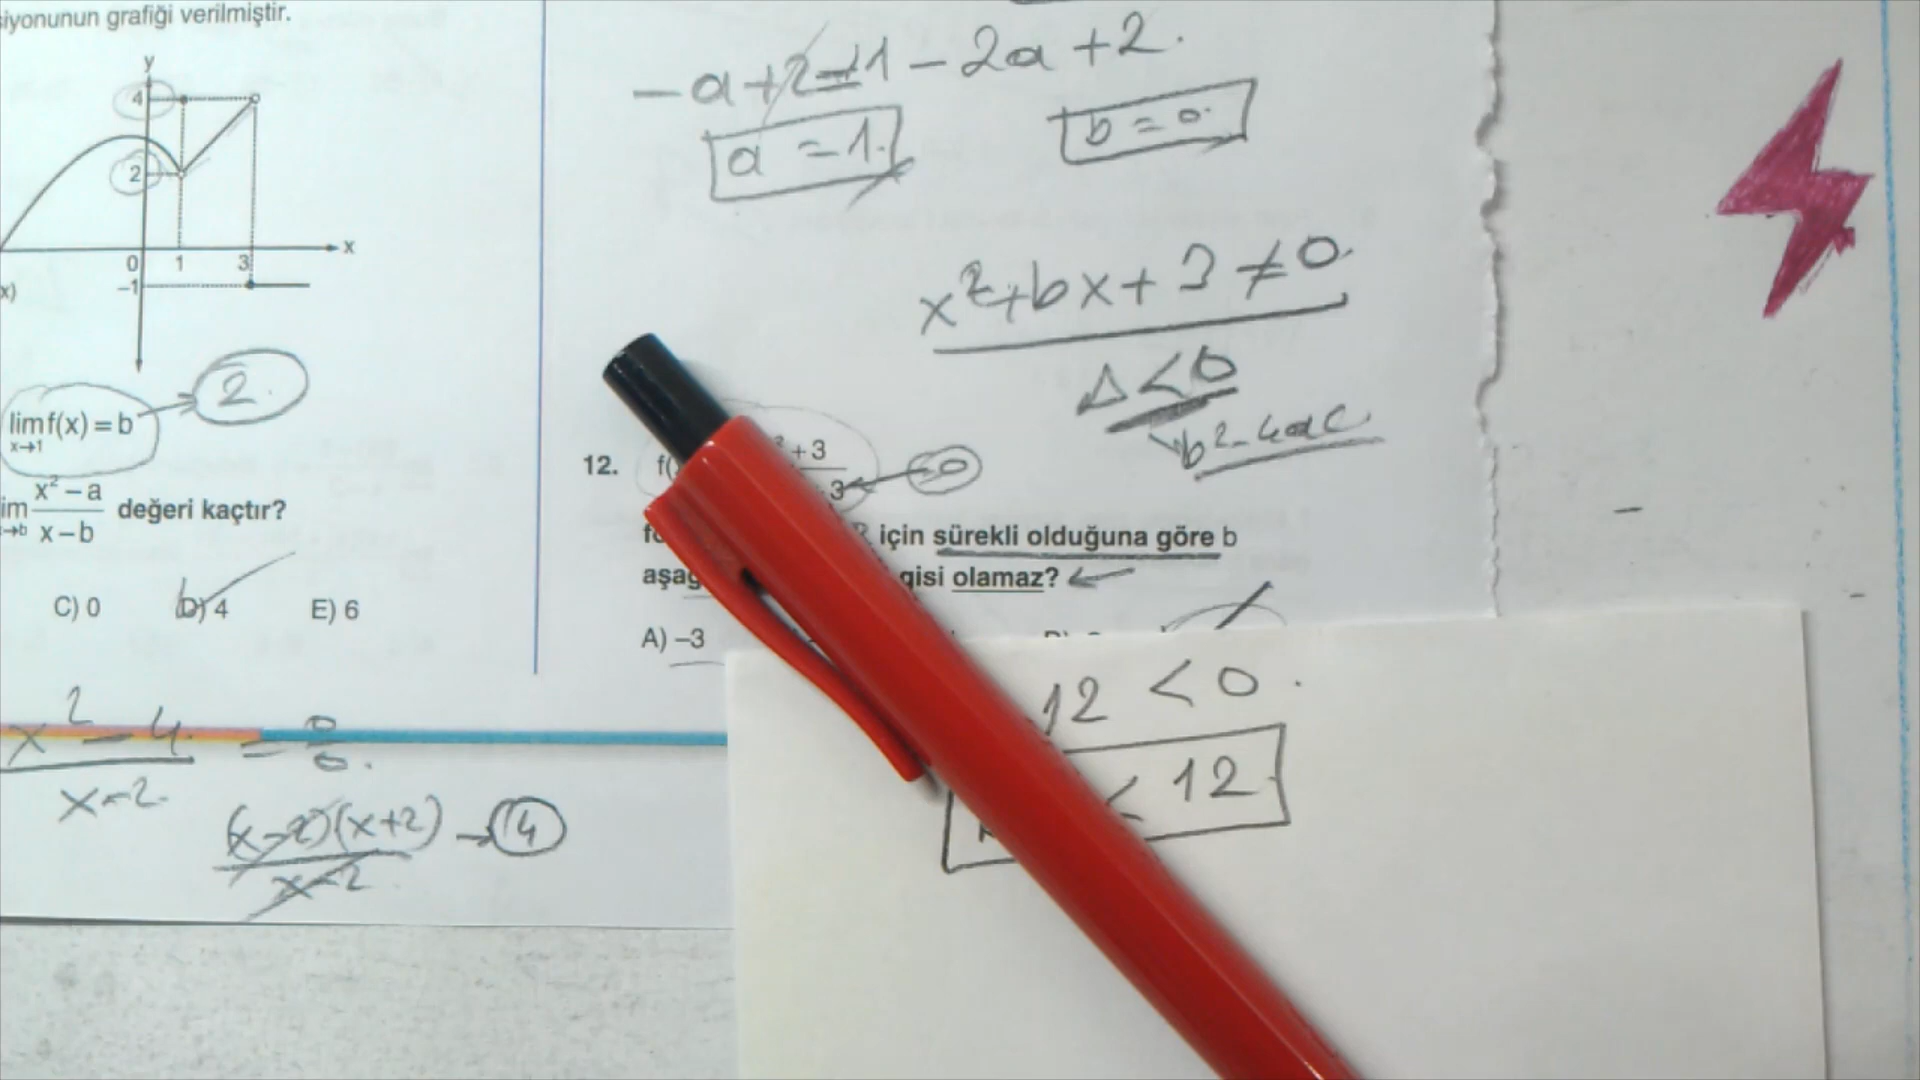 siyonunun grafiği verilmiştir.
y
4
2
0 1 3 x
-1
x)
lim f(x) = b → 2
x→1
lim x² - a / x - b değeri kaçtır?
x→b
C) 0 D) 4 E) 6
x² - 4 / x - 2 = 0 / 0.
(x-2)(x+2) / x-2 → 4
-a+2=1-2a+2.
a = 1. b = 0.
x²+bx+3≠0.
Δ<0
b²-4ac
12. ² + 3
3 ← 0
için sürekli olduğuna göre b
aşağ gisi olamaz?
A) –3
12 < 0.
< 12